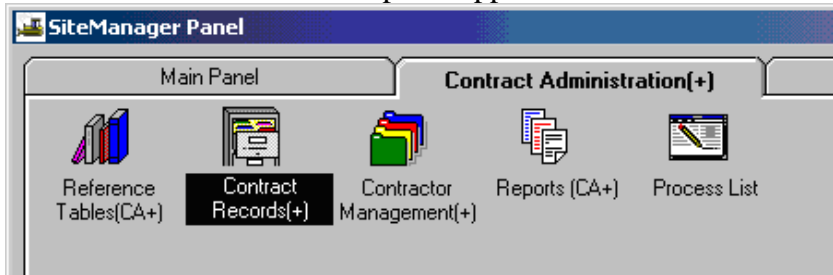 SiteManager Panel
Main Panel
Contract Administration(+)
Reference
Tables(CA+)
Contract
Records(+)
Contractor
Management(+)
Reports (CA+)
Process List